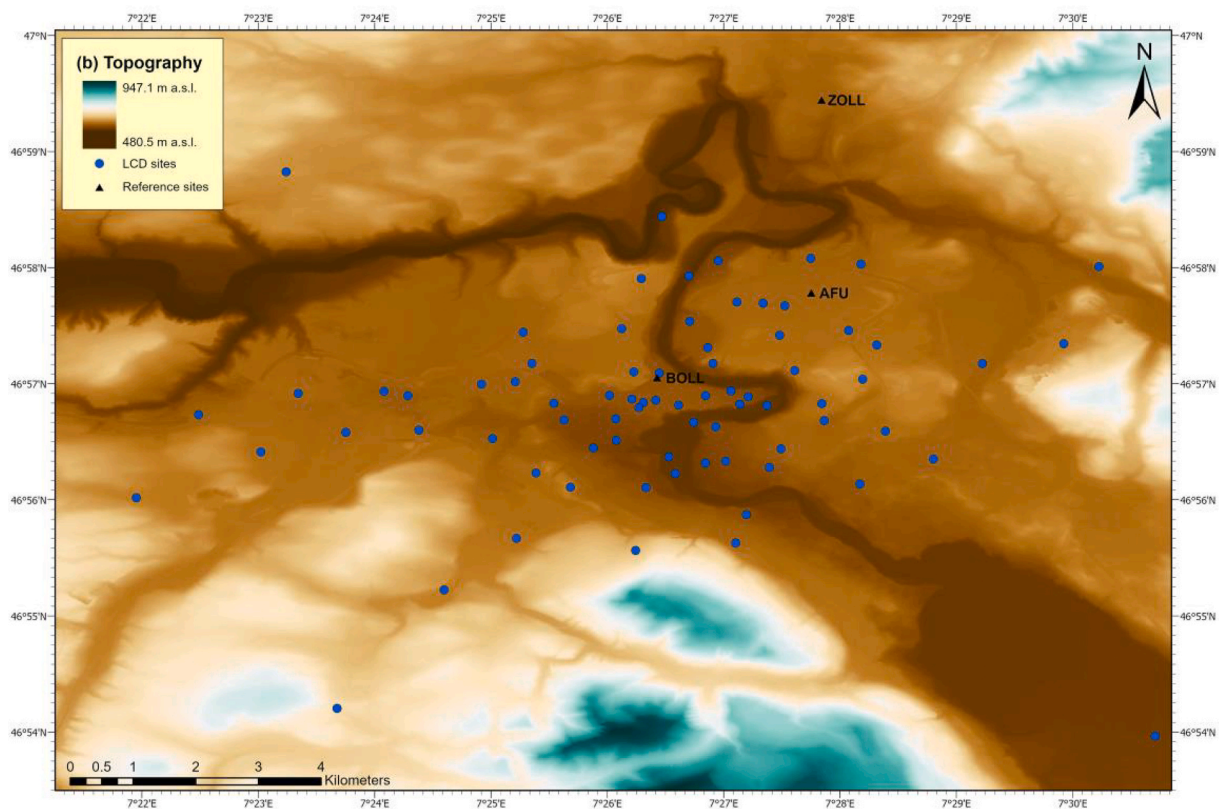 7°22'E 7°23'E 7°24'E 7°25'E 7°26'E 7°27'E 7°28'E 7°29'E 7°30'E
47°N 47°N
(b) Topography
947.1 m a.s.l.
480.5 m a.s.l.
LCD sites
Reference sites
N
ZOLL
46°59'N 46°59'N
46°58'N 46°58'N
AFU
46°57'N 46°57'N
BOLL
46°56'N 46°56'N
46°55'N 46°55'N
46°54'N 46°54'N
0 0.5 1 2 3 4
Kilometers
7°22'E 7°23'E 7°24'E 7°25'E 7°26'E 7°27'E 7°28'E 7°29'E 7°30'E